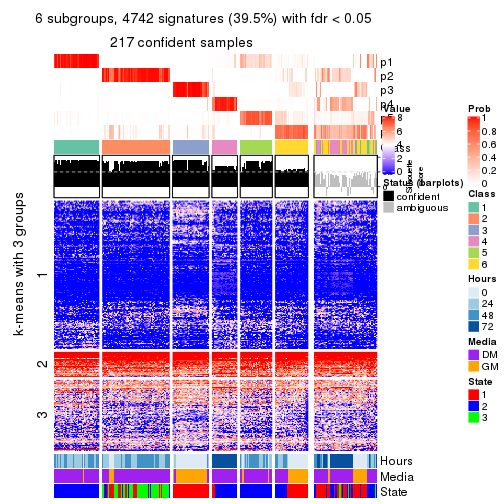 6 subgroups, 4742 signatures (39.5%) with fdr < 0.05
217 confident samples
p1
p2
p3
p4
p5
Class
Silhouette
score
k-means with 3 groups
1
2
3
Hours
Media
State
Value
8
6
4
2
0
Status (barplots)
confident
ambiguous
Prob
1
0.8
0.6
0.4
0.2
0
Class
1
2
3
4
5
6
Hours
0
24
48
72
Media
DM
GM
State
1
2
3